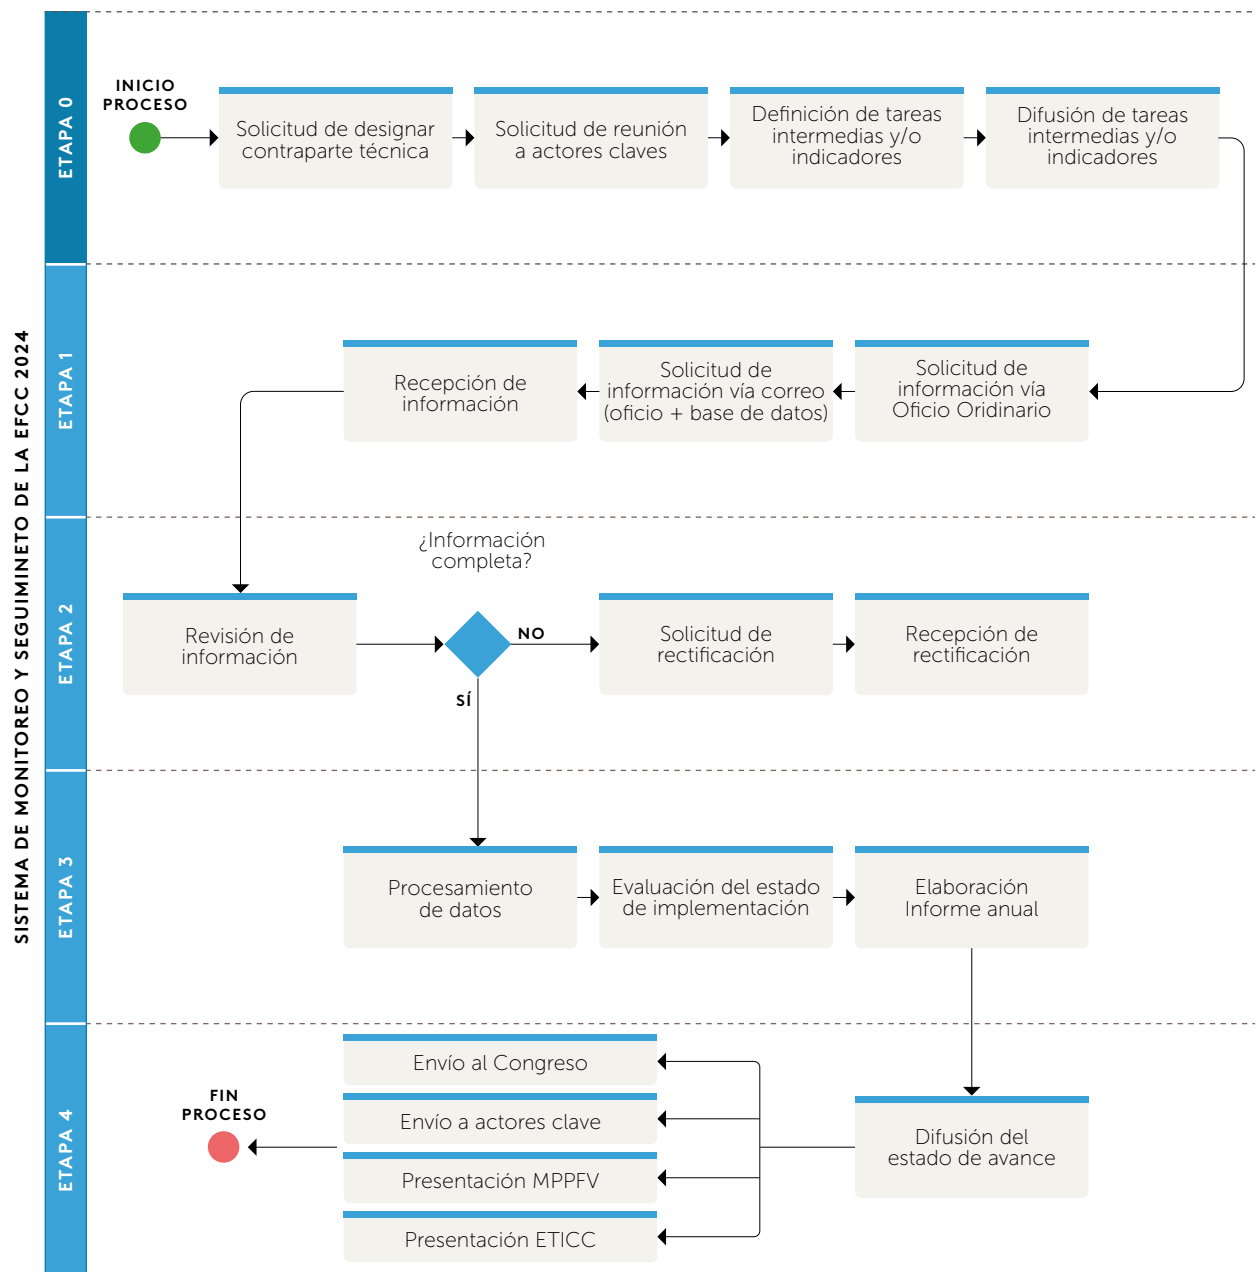 SISTEMA DE MONITOREO Y SEGUIMINETO DE LA EFCC 2024
ETAPA 0
INICIO
PROCESO
Solicitud de designar
contraparte técnica
Solicitud de reunión
a actores claves
Definición de tareas
intermedias y/o
indicadores
Difusión de tareas
intermedias y/o
indicadores
ETAPA 1
Recepción de
información
Solicitud de
información vía correo
(oficio + base de datos)
Solicitud de
información vía
Oficio Oridinario
ETAPA 2
¿Información
completa?
Revisión de
información
NO
SÍ
Solicitud de
rectificación
Recepción de
rectificación
ETAPA 3
Procesamiento
de datos
Evaluación del estado
de implementación
Elaboración
Informe anual
ETAPA 4
FIN
PROCESO
Envío al Congreso
Envío a actores clave
Presentación MPPFV
Presentación ETICC
Difusión del
estado de avance